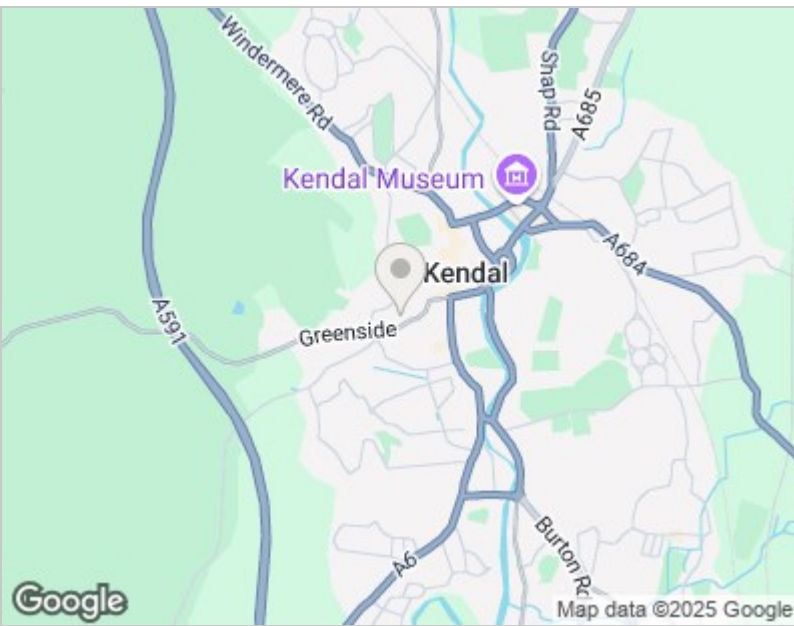 Windermere Rd
Shap Rd
A685
Kendal Museum
A684
Kendal
A591
Greenside
A6
Burton Rd
Google
Map data ©2025 Google